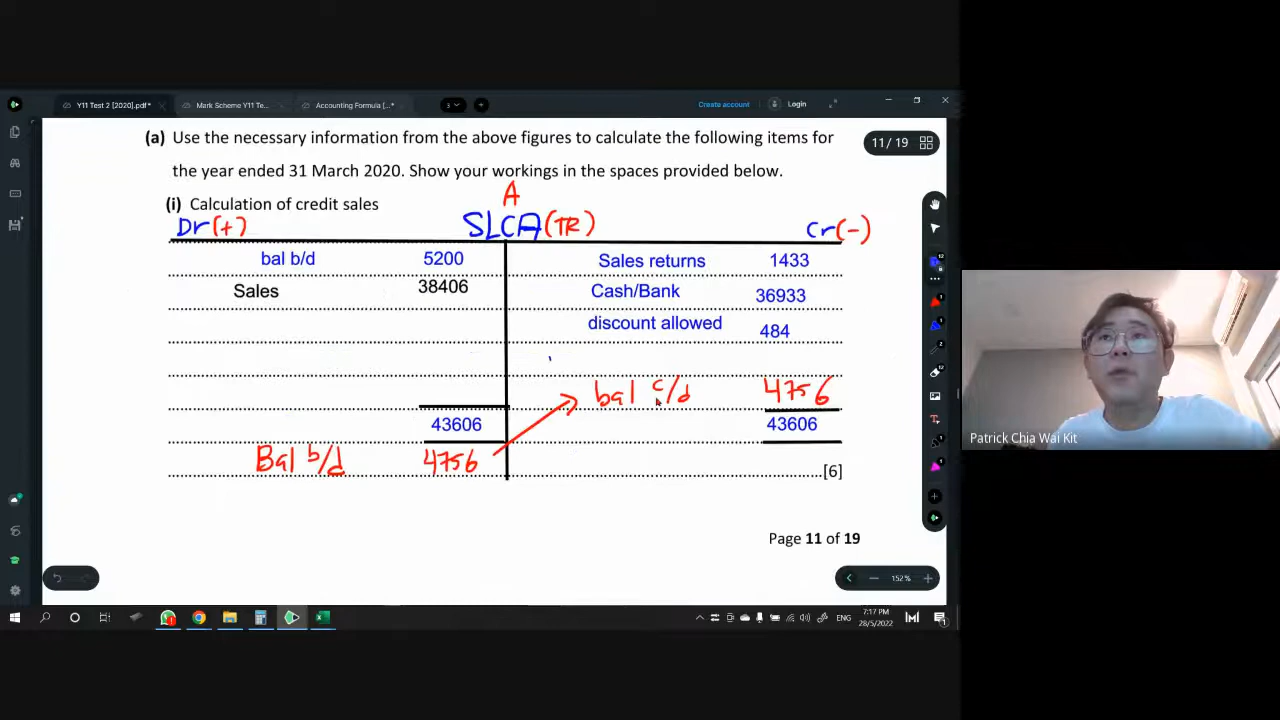 Y11 Test 2 [2020].pdf*
Mark Scheme Y11 Te...
Accounting Formula [...*
3
Create account
Login
(a) Use the necessary information from the above figures to calculate the following items for
11 / 19
the year ended 31 March 2020. Show your workings in the spaces provided below.
A
(i) Calculation of credit sales
Dr (+) SLCA (TR) Cr (-)
bal b/d 5200 Sales returns 1433
Sales 38406 Cash/Bank 36933
discount allowed 484
bal c/d 4756
43606 43606
Bal b/d 4756
[6]
Page 11 of 19
152%
Patrick Chia Wai Kit
ENG
7:17 PM
28/5/2022